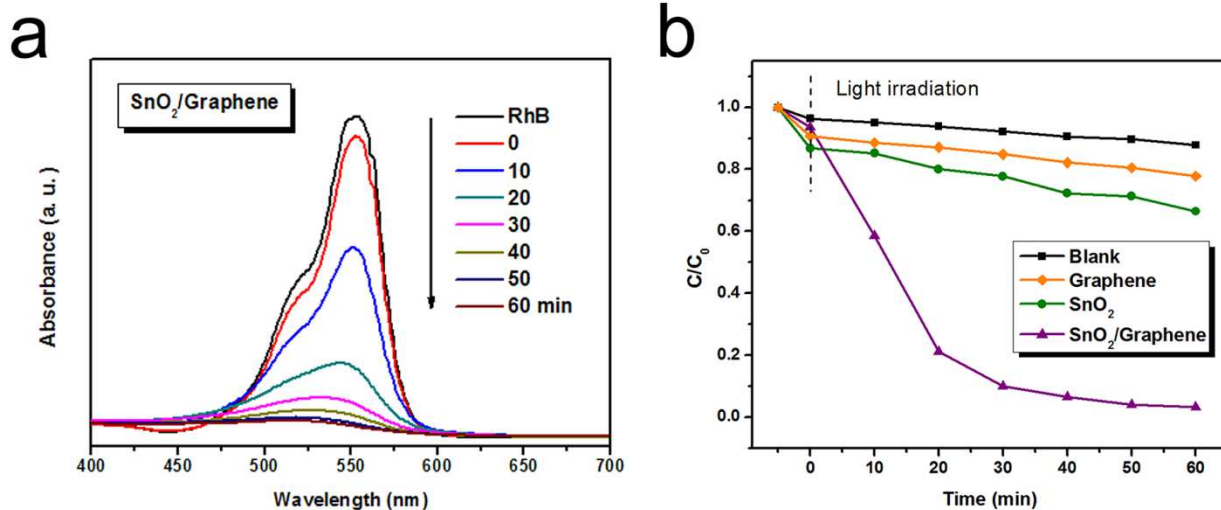 a
SnO2/Graphene
RhB
0
10
20
30
40
50
60 min
Absorbance (a. u.)
400 450 500 550 600 650 700
Wavelength (nm)
b
Light irradiation
1.0
0.8
0.6
0.4
0.2
0.0
C/C0
Blank
Graphene
SnO2
SnO2/Graphene
0 10 20 30 40 50 60
Time (min)